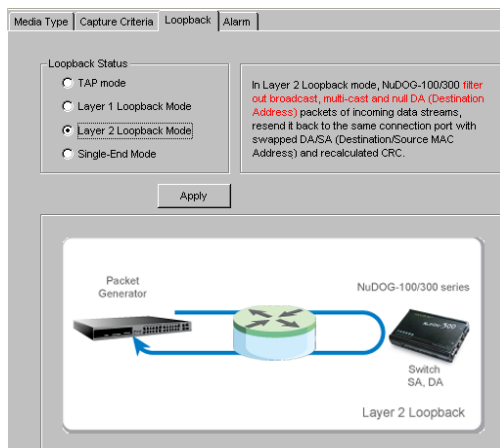 Media Type Capture Criteria Loopback Alarm
Loopback Status
TAP mode
Layer 1 Loopback Mode
Layer 2 Loopback Mode
Single-End Mode
In Layer 2 Loopback mode, NuDOG-100/300 filter
out broadcast, multi-cast and null DA (Destination
Address) packets of incoming data streams,
resend it back to the same connection port with
swapped DA/SA (Destination/Source MAC
Address) and recalculated CRC.
Apply
Packet
Generator
NuDOG-100/300 series
300
Switch
SA, DA
Layer 2 Loopback